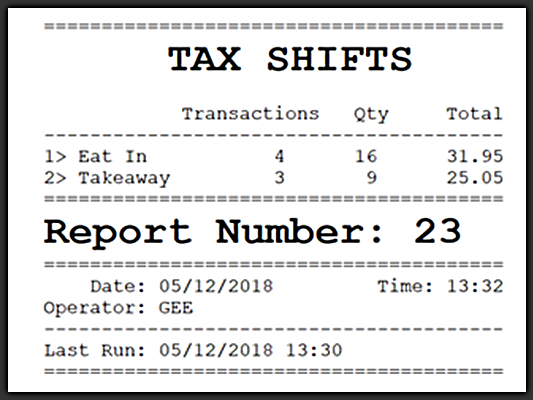 ========================================
TAX SHIFTS
Transactions Qty Total
----------------------------------------
1> Eat In 4 16 31.95
2> Takeaway 3 9 25.05
========================================
Report Number: 23
========================================
Date: 05/12/2018 Time: 13:32
Operator: GEE
----------------------------------------
Last Run: 05/12/2018 13:30
========================================